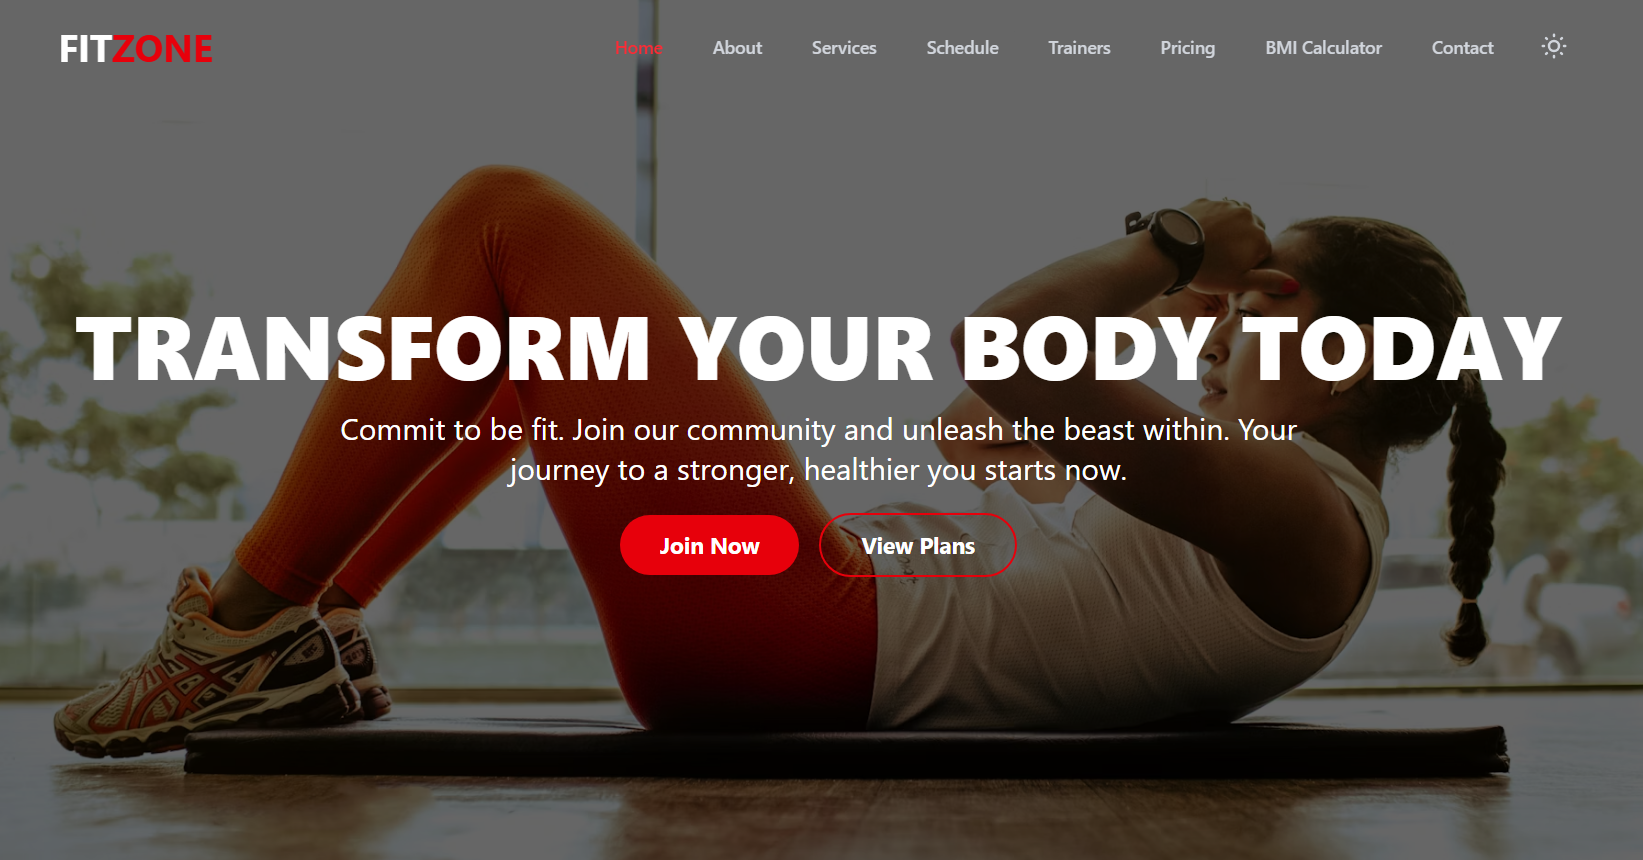 FITZONE
Home About Services Schedule Trainers Pricing BMI Calculator Contact
TRANSFORM YOUR BODY TODAY
Commit to be fit. Join our community and unleash the beast within. Your
journey to a stronger, healthier you starts now.
Join Now View Plans